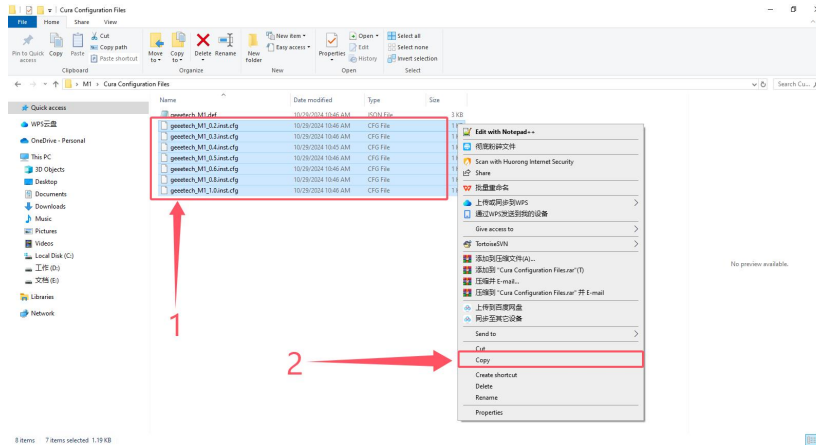 Cura Configuration Files
File Home Share View
Pin to Quick access
Copy
Paste
Cut
Copy path
Paste shortcut
Clipboard
Move to
Copy to
Delete
Rename
Organize
New folder
New item
Easy access
New
Properties
Open
Edit
History
Open
Select all
Select none
Invert selection
Select
M1 › Cura Configuration Files
Search Cu...
Quick access
WPS云盘
OneDrive - Personal
This PC
3D Objects
Desktop
Documents
Downloads
Music
Pictures
Videos
Local Disk (C:)
工作 (D:)
文档 (E:)
Libraries
Network
Name Date modified Type Size
geeetech_M1.def 10/29/2024 10:46 AM JSON File 3 KB
geeetech_M1_0.2.inst.cfg 10/29/2024 10:46 AM CFG File
geeetech_M1_0.3.inst.cfg 10/29/2024 10:46 AM CFG File
geeetech_M1_0.4.inst.cfg 10/29/2024 10:45 AM CFG File
geeetech_M1_0.5.inst.cfg 10/29/2024 10:46 AM CFG File
geeetech_M1_0.6.inst.cfg 10/29/2024 10:46 AM CFG File
geeetech_M1_0.8.inst.cfg 10/29/2024 10:46 AM CFG File
geeetech_M1_1.0.inst.cfg 10/29/2024 10:46 AM CFG File
1
2
Edit with Notepad++
彻底粉碎文件
Scan with Huorong Internet Security
Share
批量重命名
上传或同步到WPS
通过WPS发送到我的设备
Give access to
TortoiseSVN
添加到压缩文件(A)...
添加到 "Cura Configuration Files.rar"(T)
压缩并 E-mail...
压缩到 "Cura Configuration Files.rar" 并 E-mail
上传到百度网盘
同步至其它设备
Send to
Cut
Copy
Create shortcut
Delete
Rename
Properties
No preview available.
8 items 7 items selected 1.19 KB